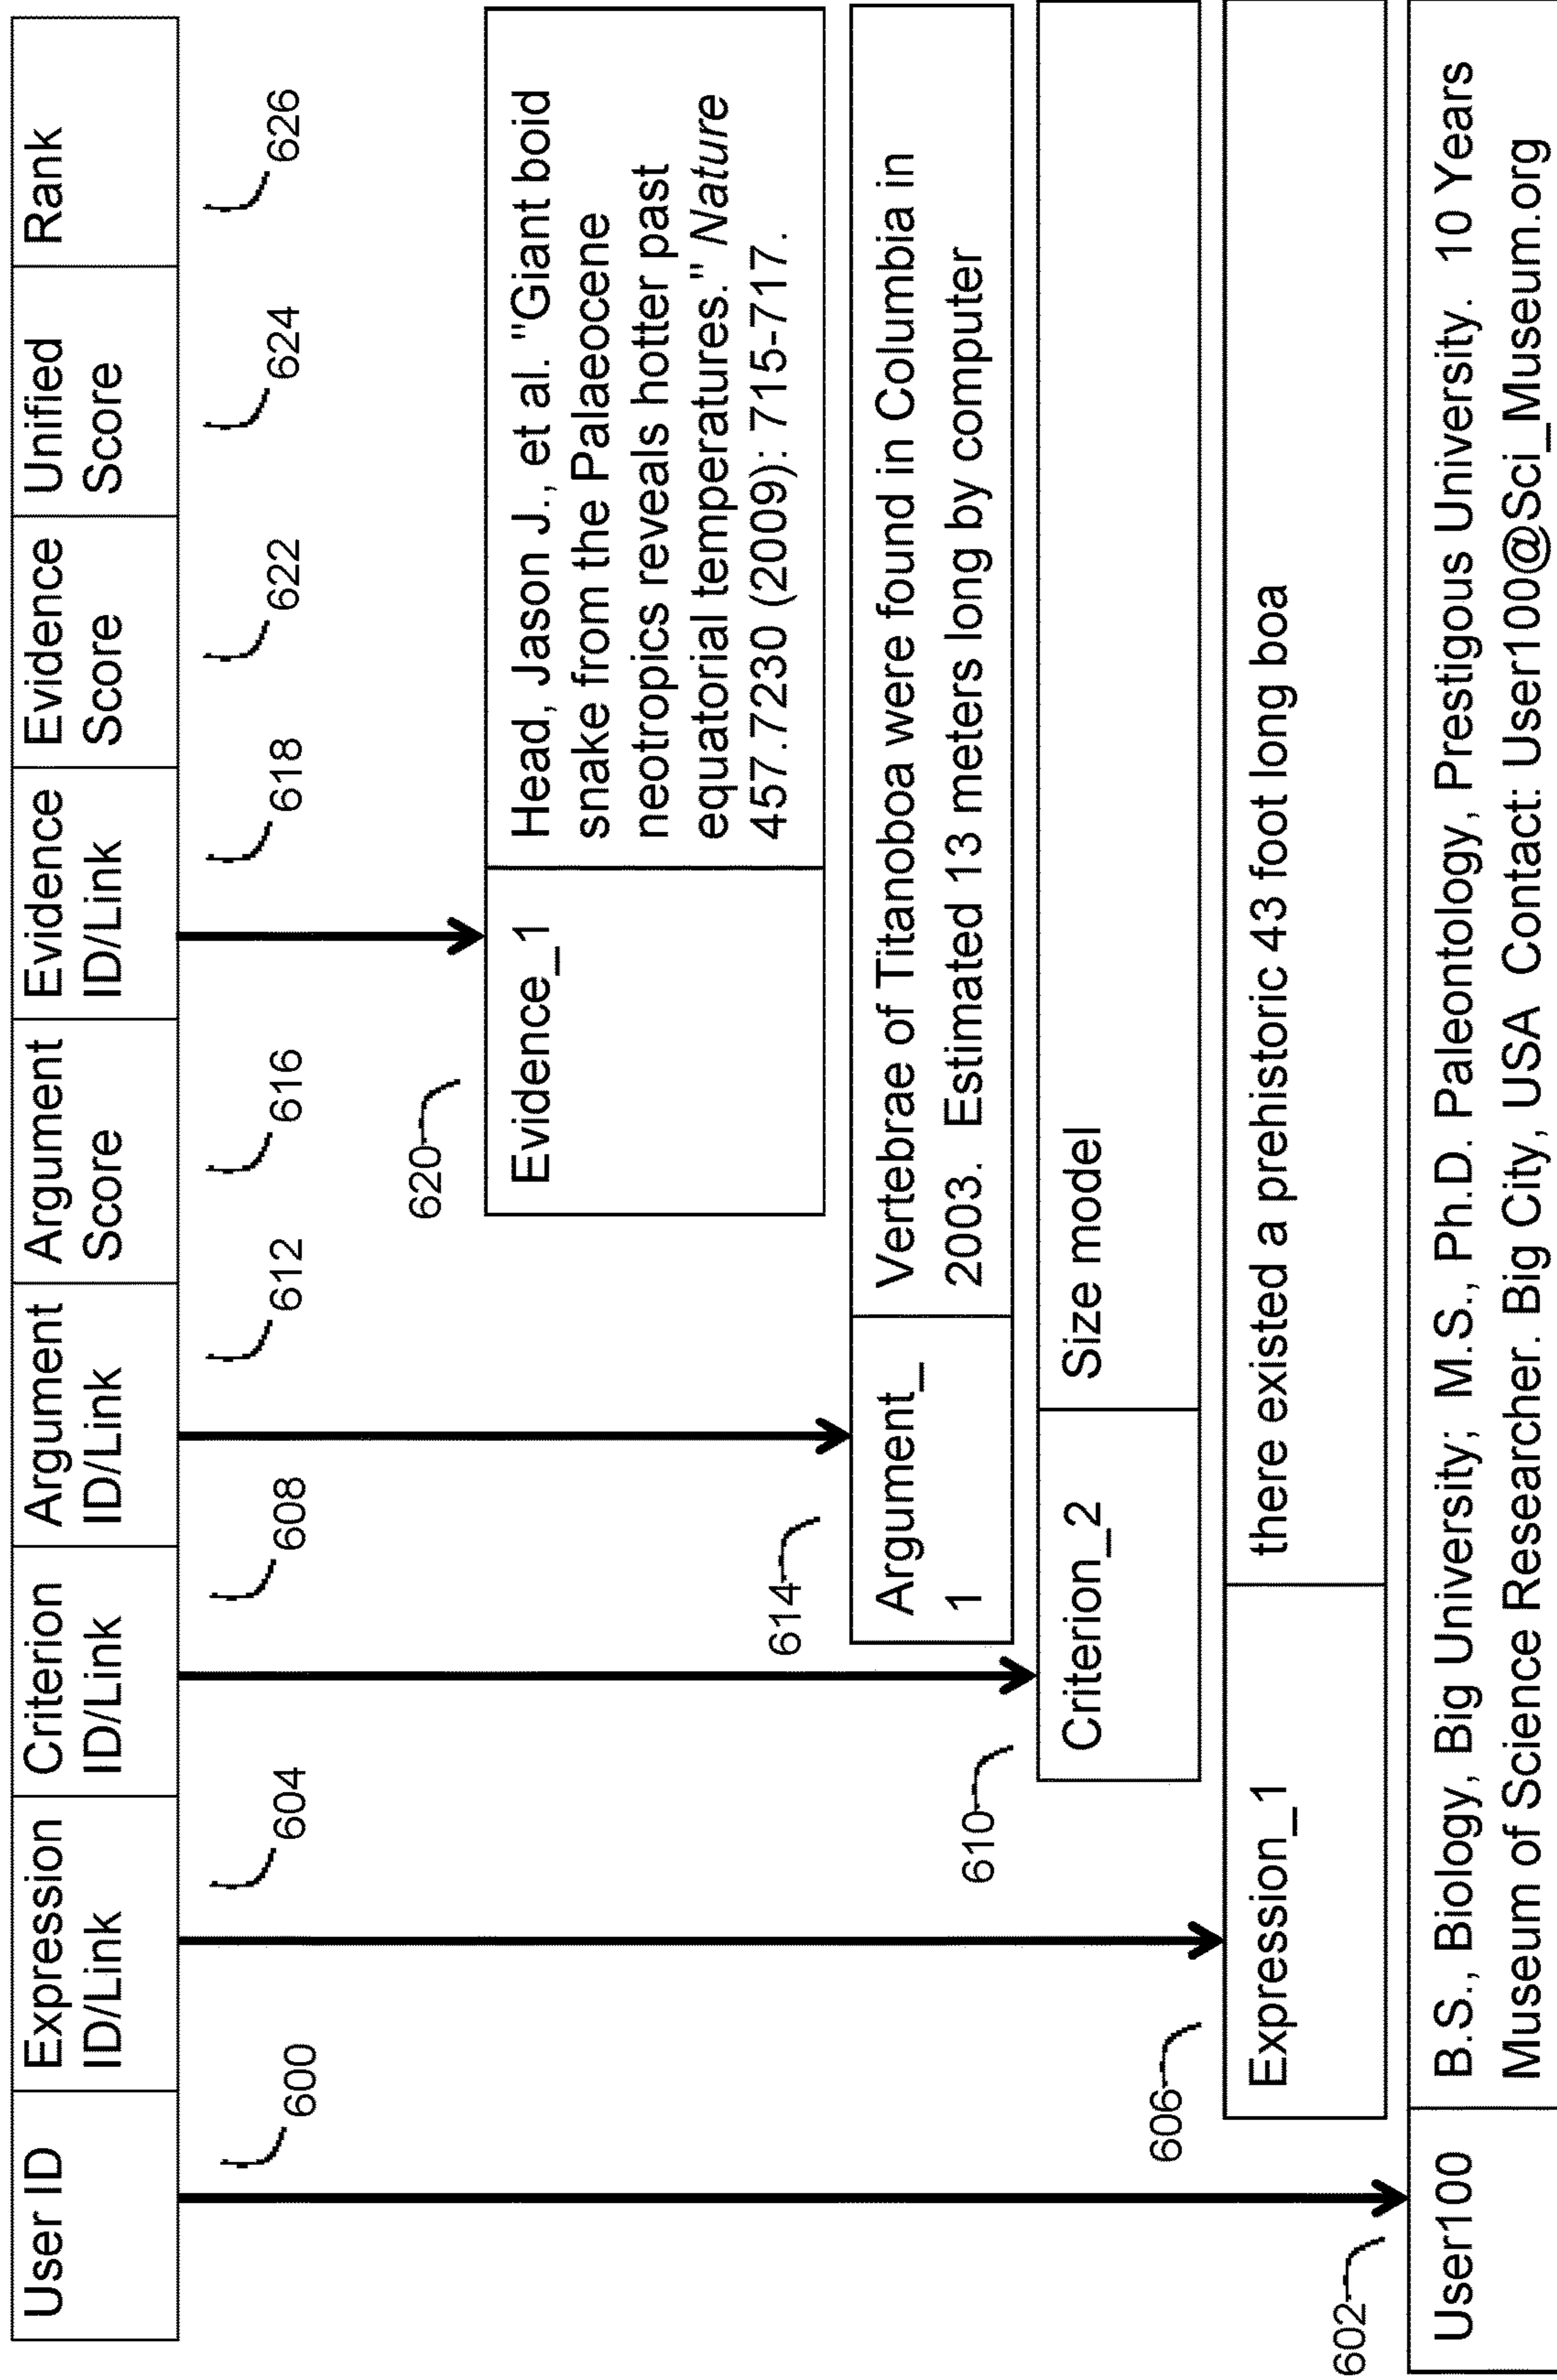 User ID
Expression
ID/Link
Criterion
ID/Link
Argument
ID/Link
Argument
Score
Evidence
ID/Link
Evidence
Score
Unified
Score
Rank
600
604
608
612
616
618
622
624
626
620
Evidence_1
Head, Jason J., et al. "Giant boid
snake from the Palaeocene
neotropics reveals hotter past
equatorial temperatures." Nature
457.7230 (2009): 715-717.
614
Argument_
1
Vertebrae of Titanoboa were found in Columbia in
2003. Estimated 13 meters long by computer
610
Criterion_2
Size model
606
Expression_1
there existed a prehistoric 43 foot long boa
602
User100
B.S., Biology, Big University; M.S., Ph.D. Paleontology, Prestigous University. 10 Years
Museum of Science Researcher. Big City, USA Contact: User100@Sci_Museum.org